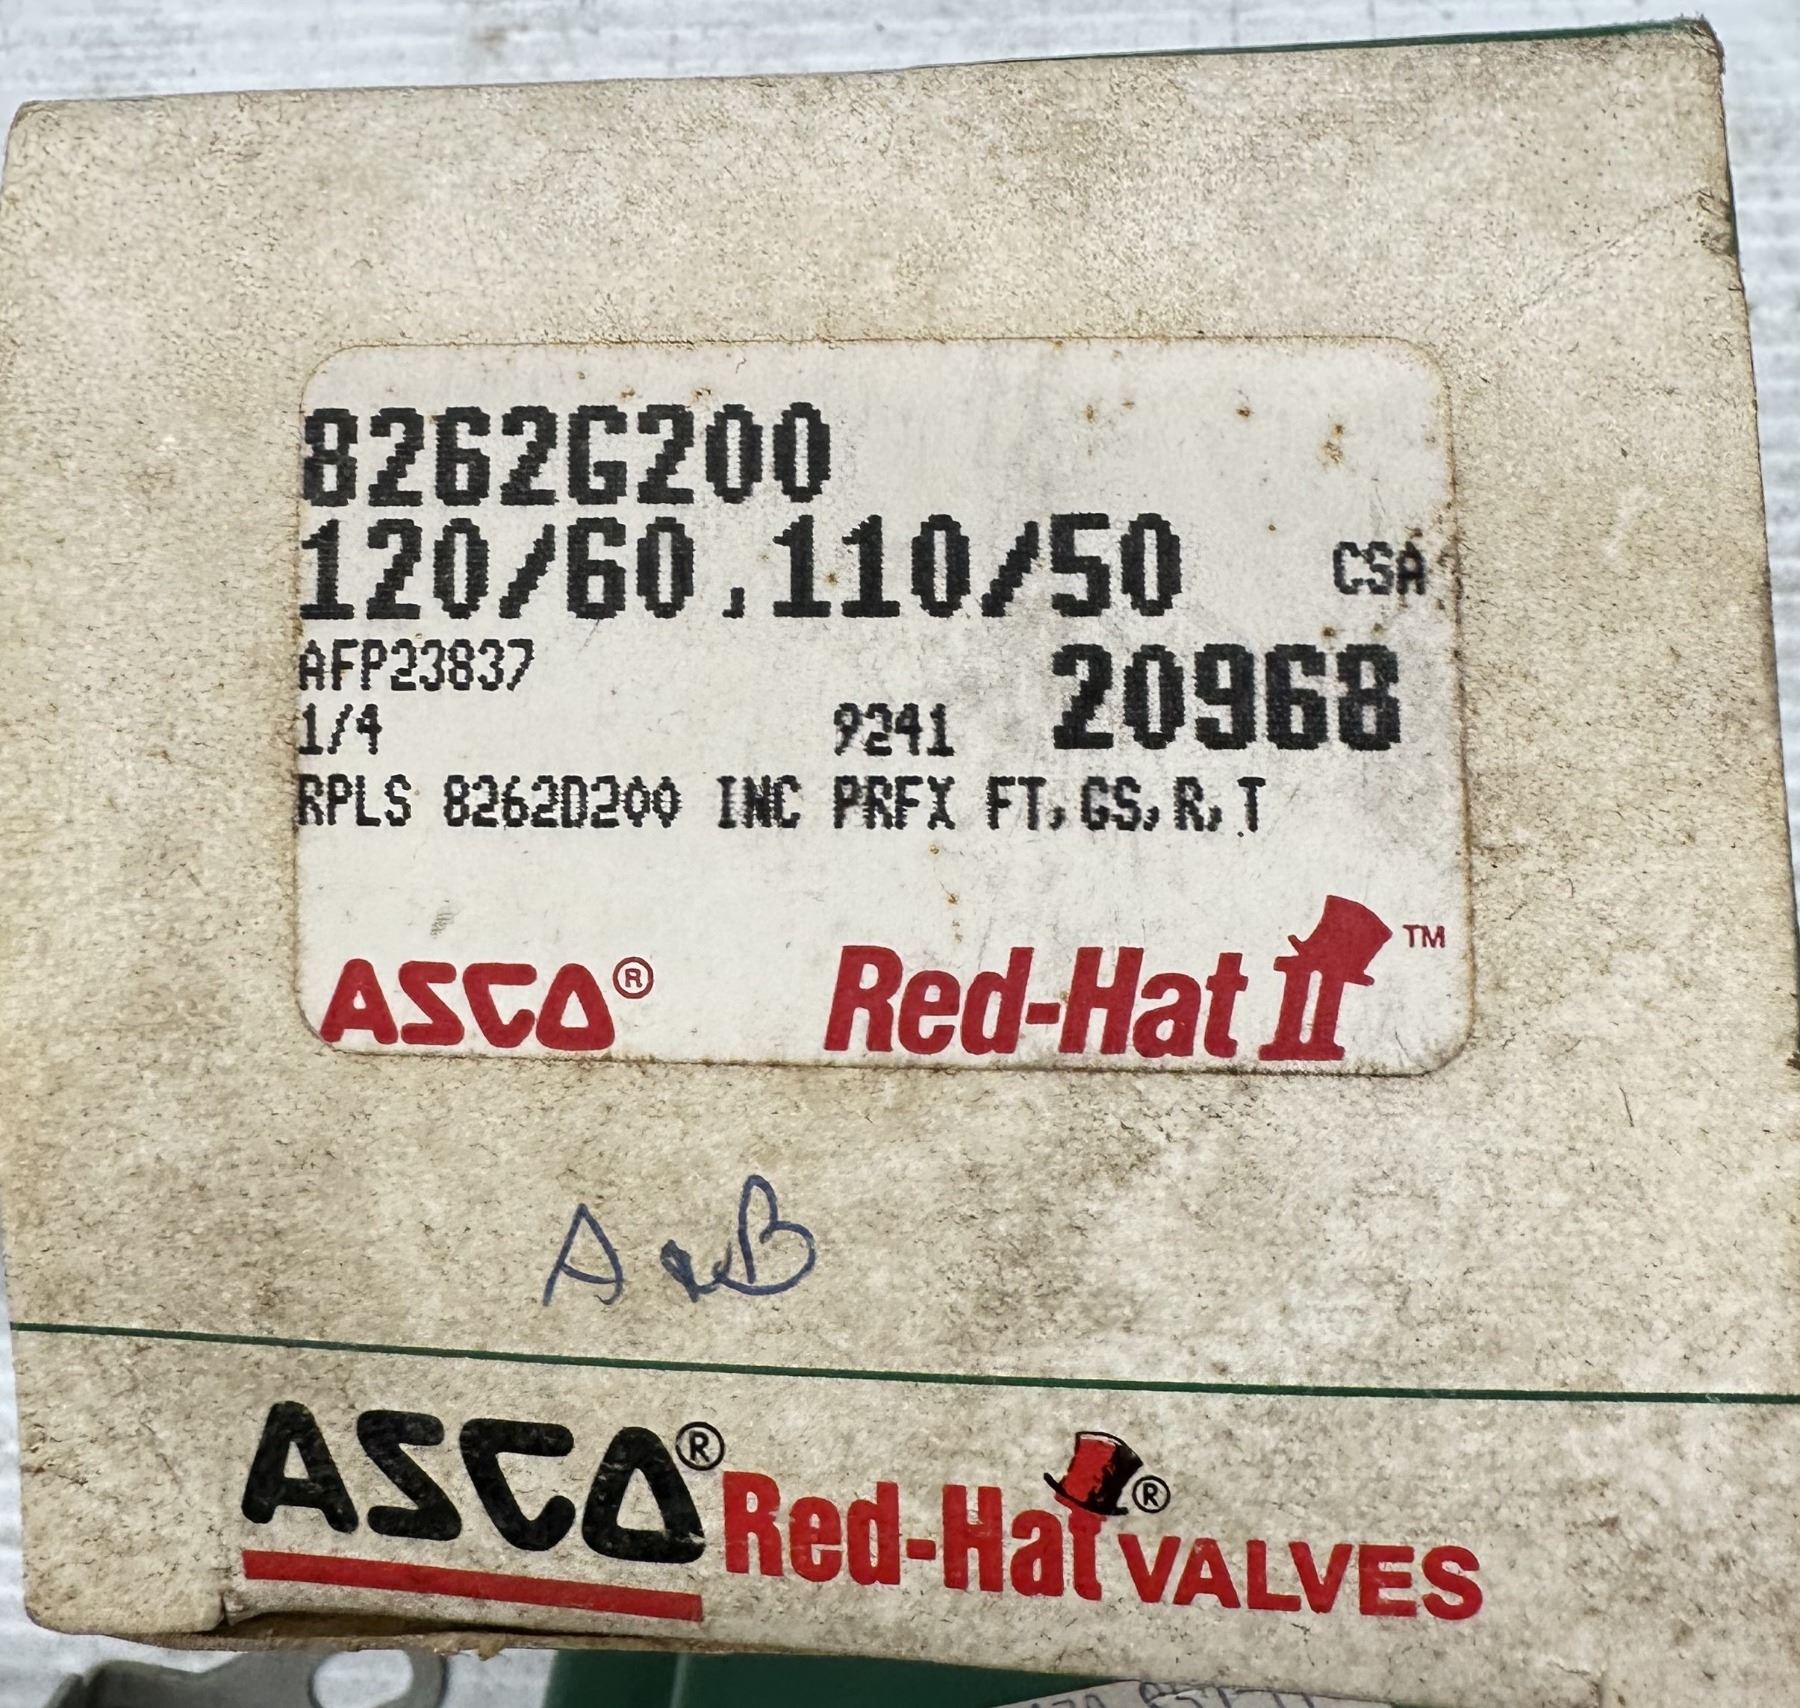 8262G200
120/60,110/50 CSA
AFP23837
1/4 9241 20968
RPLS 8262D200 INC PRFX FT,GS,R,T
ASCO® Red-Hat II™
ASCO® Red-Hat® VALVES